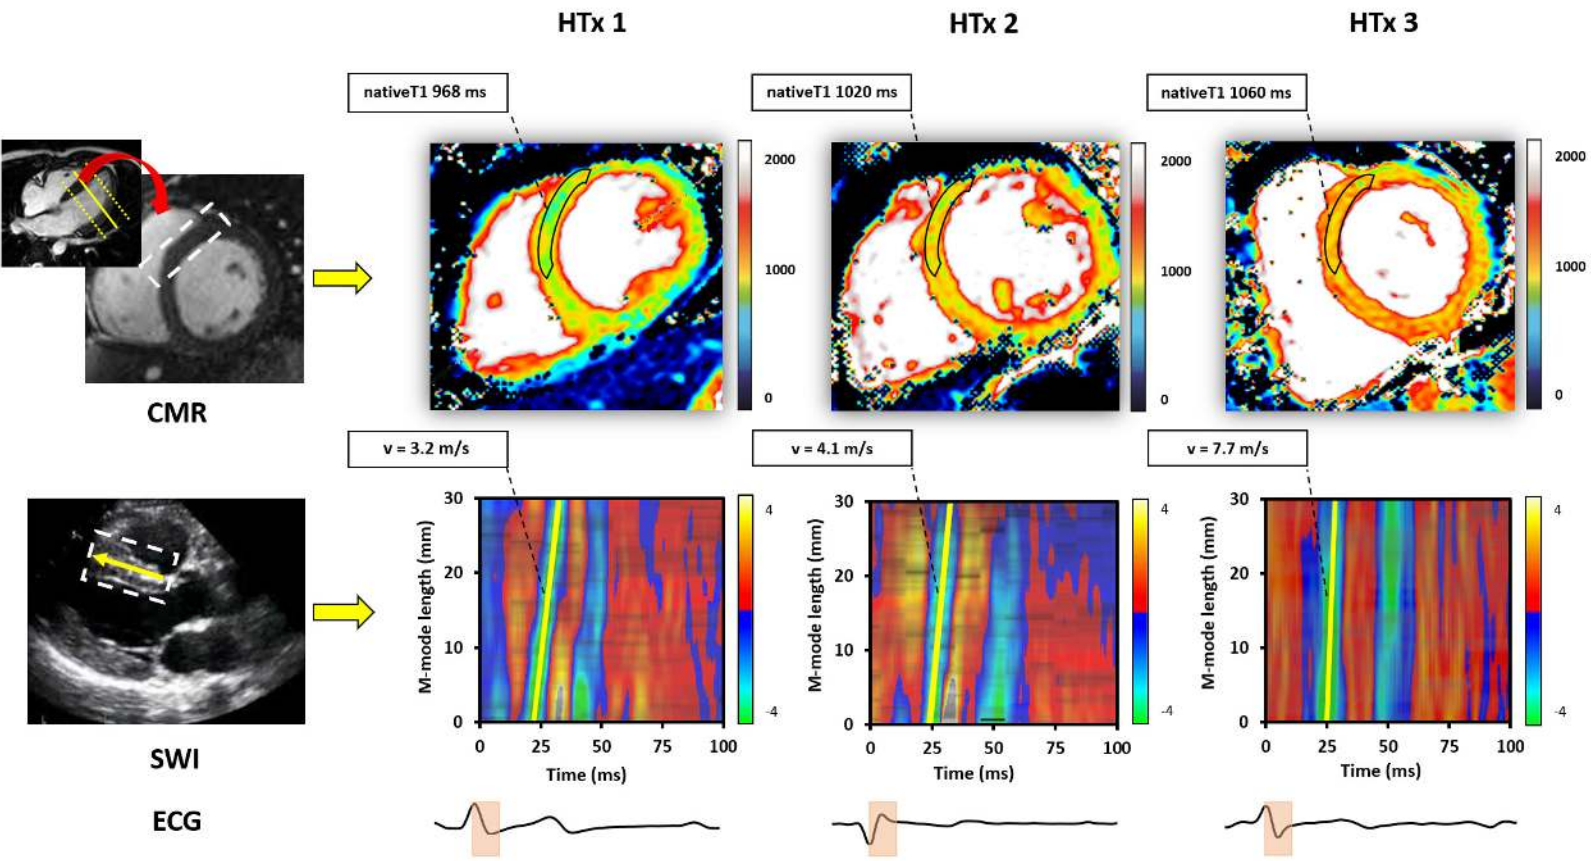 HTx 1
HTx 2
HTx 3
nativeT1 968 ms
nativeT1 1020 ms
nativeT1 1060 ms
2000
1000
0
2000
1000
0
2000
1000
0
CMR
v = 3.2 m/s
v = 4.1 m/s
v = 7.7 m/s
M-mode length (mm)
30
20
10
0
0 25 50 75 100
Time (ms)
4
-4
M-mode length (mm)
30
20
10
0
0 25 50 75 100
Time (ms)
4
-4
M-mode length (mm)
30
20
10
0
0 25 50 75 100
Time (ms)
4
-4
SWI
ECG